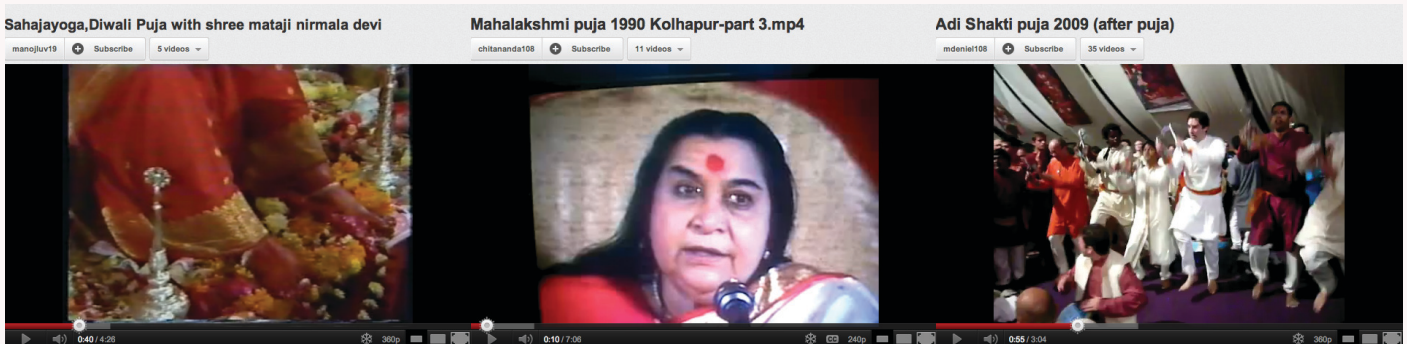 Sahajayoga,Diwali Puja with shree mataji nirmala devi
manojluv19 Subscribe 5 videos
0:40 / 4:26 360p
Mahalakshmi puja 1990 Kolhapur-part 3.mp4
chitananda108 Subscribe 11 videos
0:10 / 7:06 CC 240p
Adi Shakti puja 2009 (after puja)
mdeniel108 Subscribe 35 videos
0:55 / 3:04 360p